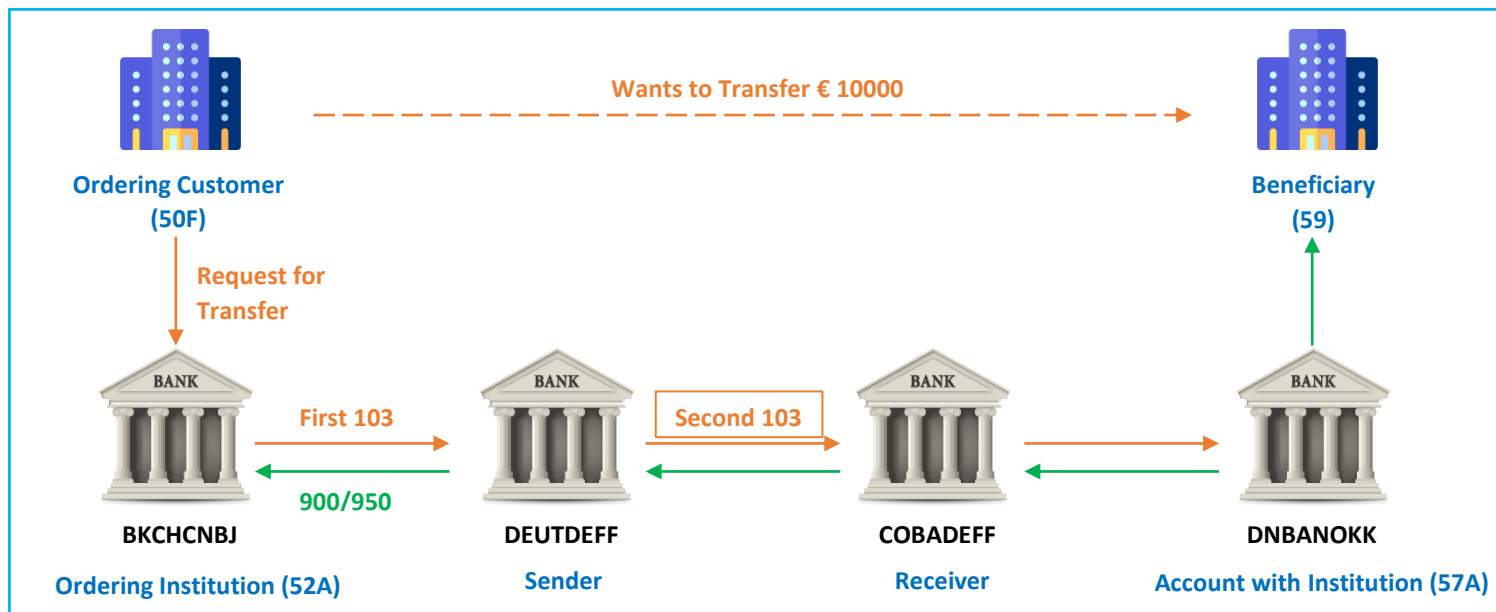 Wants to Transfer € 10000
Ordering Customer
(50F)
Beneficiary
(59)
Request for
Transfer
BANK
BANK
BANK
BANK
First 103
Second 103
900/950
BKCHCNBJ
DEUTDEFF
COBADEFF
DNBANOKK
Ordering Institution (52A)
Sender
Receiver
Account with Institution (57A)